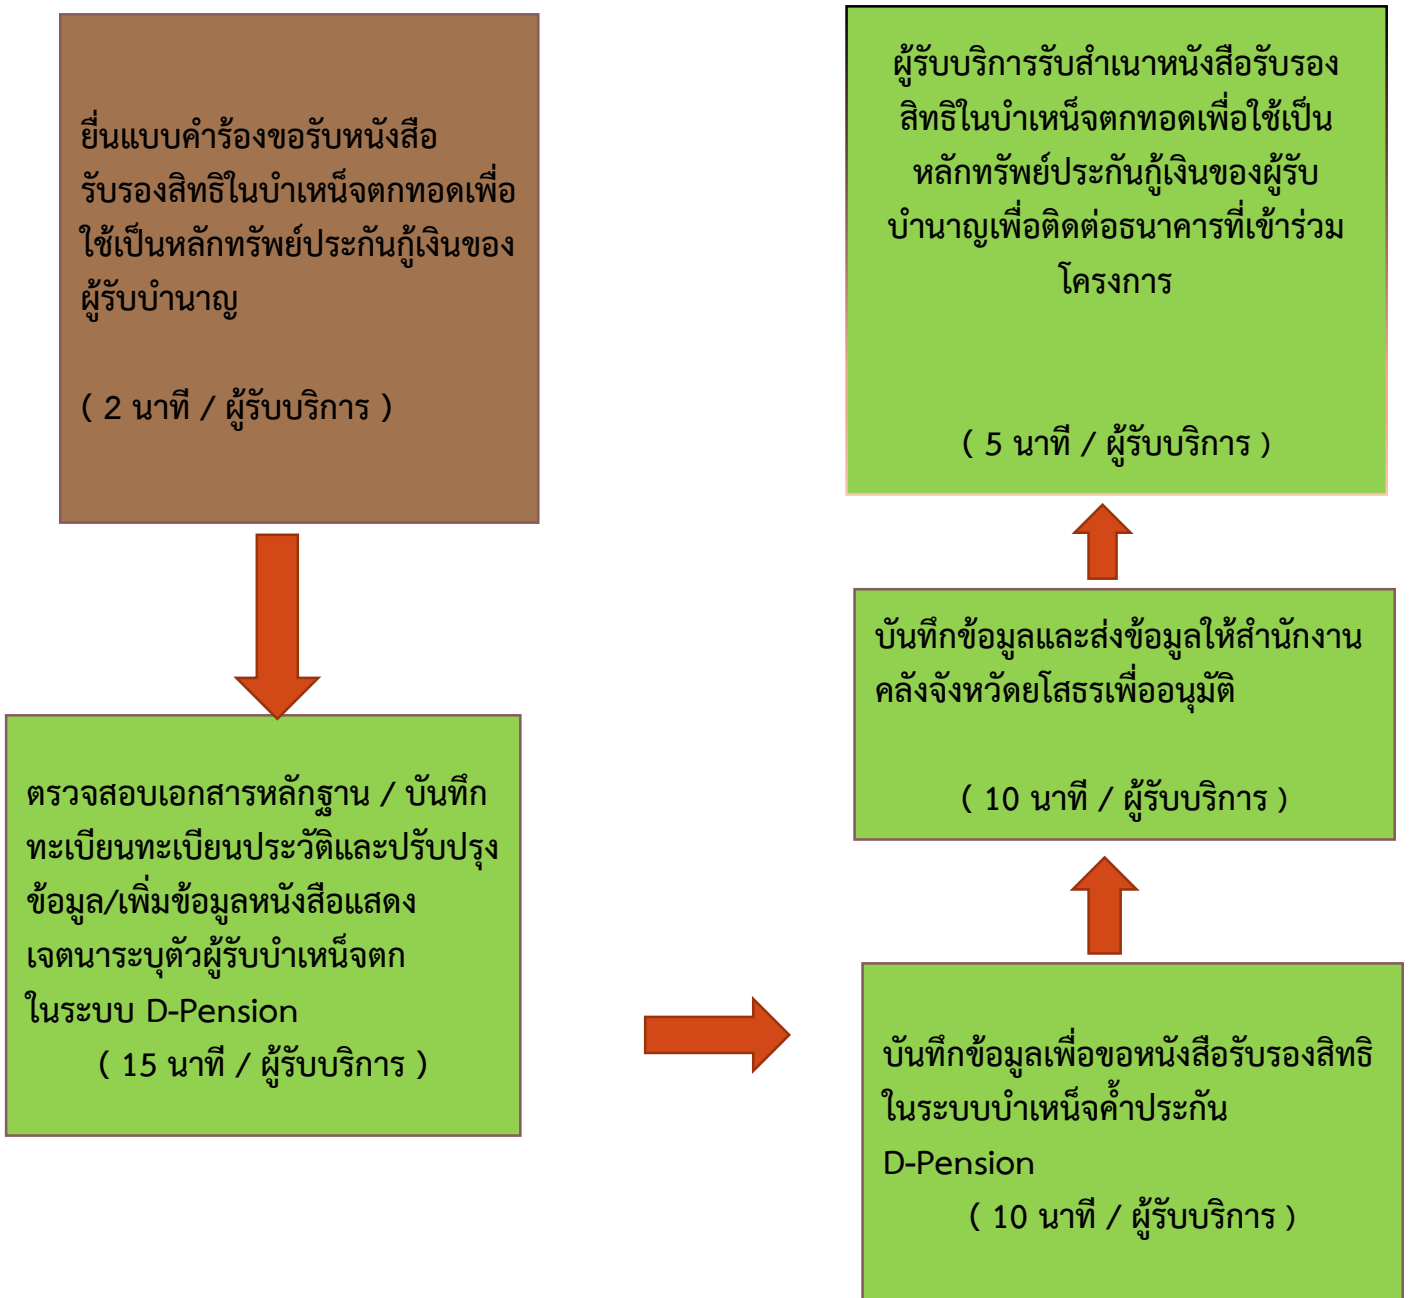 ยื่นแบบคำร้องขอรับหนังสือ
รับรองสิทธิในบำเหน็จตกทอดเพื่อ
ใช้เป็นหลักทรัพย์ประกันกู้เงินของ
ผู้รับบำนาญ
( 2 นาที / ผู้รับบริการ )
ตรวจสอบเอกสารหลักฐาน / บันทึก
ทะเบียนทะเบียนประวัติและปรับปรุง
ข้อมูล/เพิ่มข้อมูลหนังสือแสดง
เจตนาระบุตัวผู้รับบำเหน็จตก
ในระบบ D-Pension
( 15 นาที / ผู้รับบริการ )
บันทึกข้อมูลเพื่อขอหนังสือรับรองสิทธิ
ในระบบบำเหน็จค้ำประกัน
D-Pension
( 10 นาที / ผู้รับบริการ )
บันทึกข้อมูลและส่งข้อมูลให้สำนักงาน
คลังจังหวัดยโสธรเพื่ออนุมัติ
( 10 นาที / ผู้รับบริการ )
ผู้รับบริการรับสำเนาหนังสือรับรอง
สิทธิในบำเหน็จตกทอดเพื่อใช้เป็น
หลักทรัพย์ประกันกู้เงินของผู้รับ
บำนาญเพื่อติดต่อธนาคารที่เข้าร่วม
โครงการ
( 5 นาที / ผู้รับบริการ )